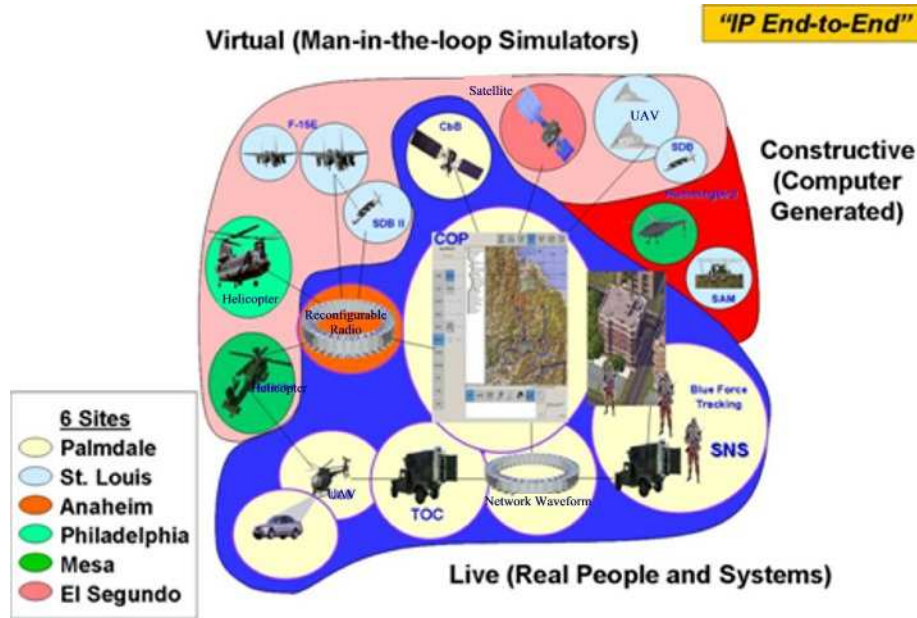 “IP End-to-End”
Virtual (Man-in-the-loop Simulators)
Satellite
UAV
F-15E
CbB
SDB
Constructive
(Computer
Generated)
Hummingbird
SDB II
COP
SAM
Helicopter
Reconfigurable
Radio
Helicopter
Blue Force
Tracking
SNS
6 Sites
Palmdale
St. Louis
Anaheim
Philadelphia
Mesa
El Segundo
UAV
TOC
Network Waveform
Live (Real People and Systems)